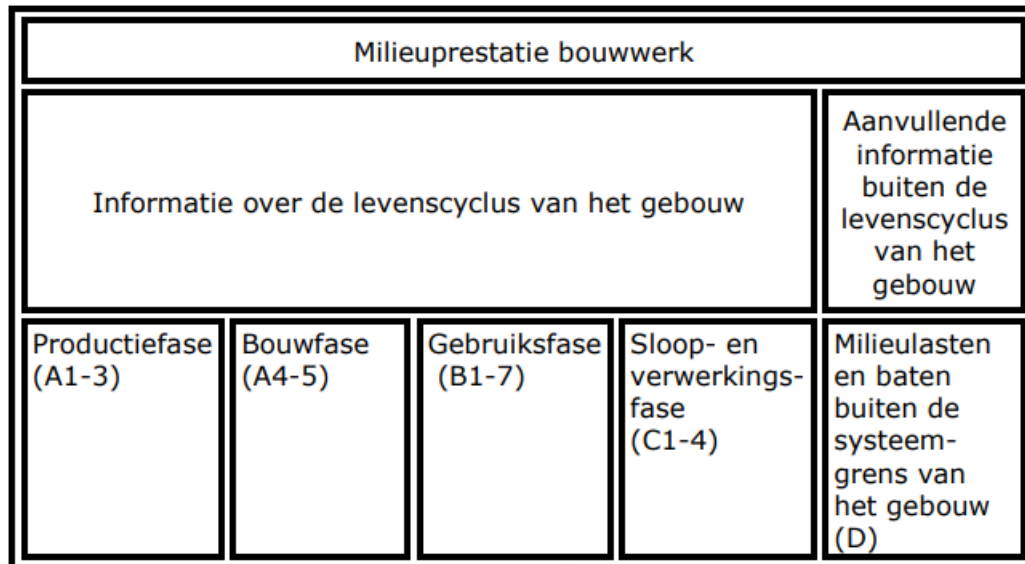 Milieuprestatie bouwwerk
Informatie over de levenscyclus van het gebouw
Aanvullende
informatie
buiten de
levenscyclus
van het
gebouw
Productiefase
(A1-3)
Bouwfase
(A4-5)
Gebruiksfase
(B1-7)
Sloop- en
verwerkings-
fase
(C1-4)
Milieulasten
en baten
buiten de
systeem-
grens van
het gebouw
(D)